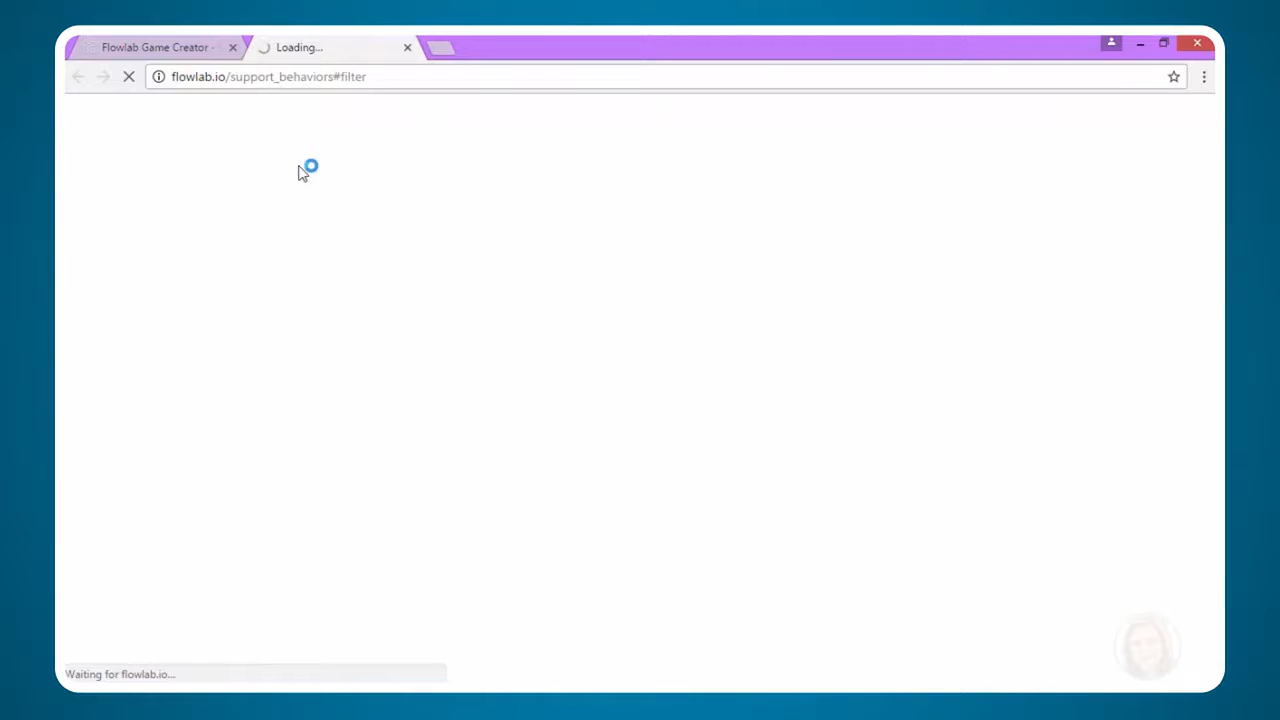 Flowlab Game Creator -
Loading...
flowlab.io/support_behaviors#filter
Waiting for flowlab.io...